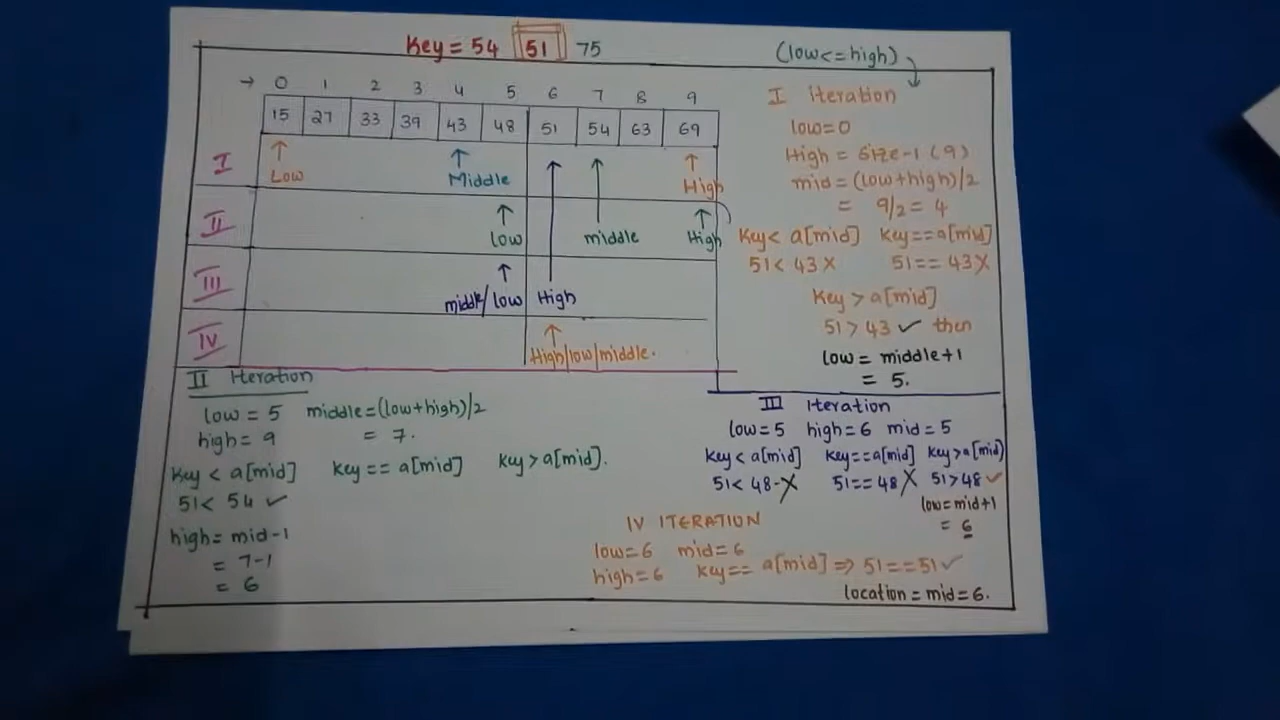 Key = 54 51 75
(low<=high)
→ 0 1 2 3 4 5 6 7 8 9
15 27 33 39 43 48 51 54 63 69
I
Low Middle High
II
low middle High
III
middle/low High
IV
High/low/middle.
I iteration
low=0
High = Size-1 (9)
mid = (low+high)/2
= 9/2 = 4
Key< a[mid] Key==a[mid]
51< 43 X 51== 43X
Key > a[mid]
51 > 43 ✓ then
low = middle+1
= 5.
II Iteration
low = 5 middle=(low+high)/2
high= 9 = 7.
Key < a[mid] Key == a[mid] Key > a[mid].
51< 54 ✓
high= mid-1
= 7-1
= 6
III Iteration
low=5 high=6 mid=5
Key<a[mid] Key==a[mid] Key>a[mid]
51< 48-X 51==48 X 51>48 ✓
low=mid+1
= 6
IV ITERATION
low=6 mid=6
high=6 Key== a[mid] => 51==51 ✓
location = mid=6.